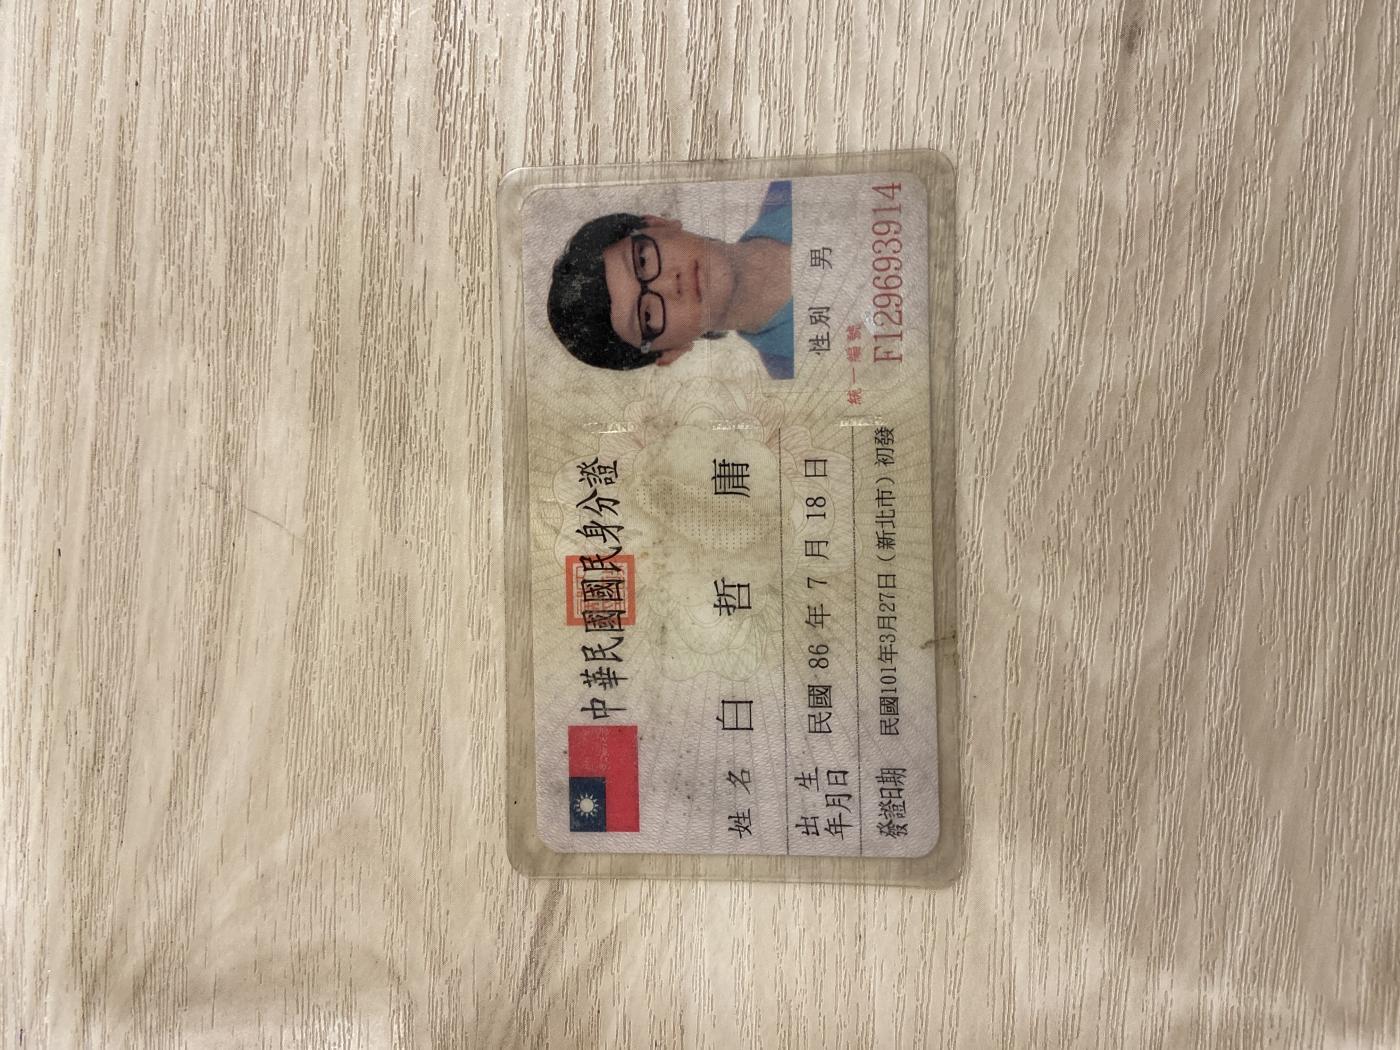 中華民國國民身分證
姓名 白哲庸
出生年月日 民國 86 年 7 月 18 日
性別 男
發證日期 民國101年3月27日（新北市）初發
統一編號
F129693914